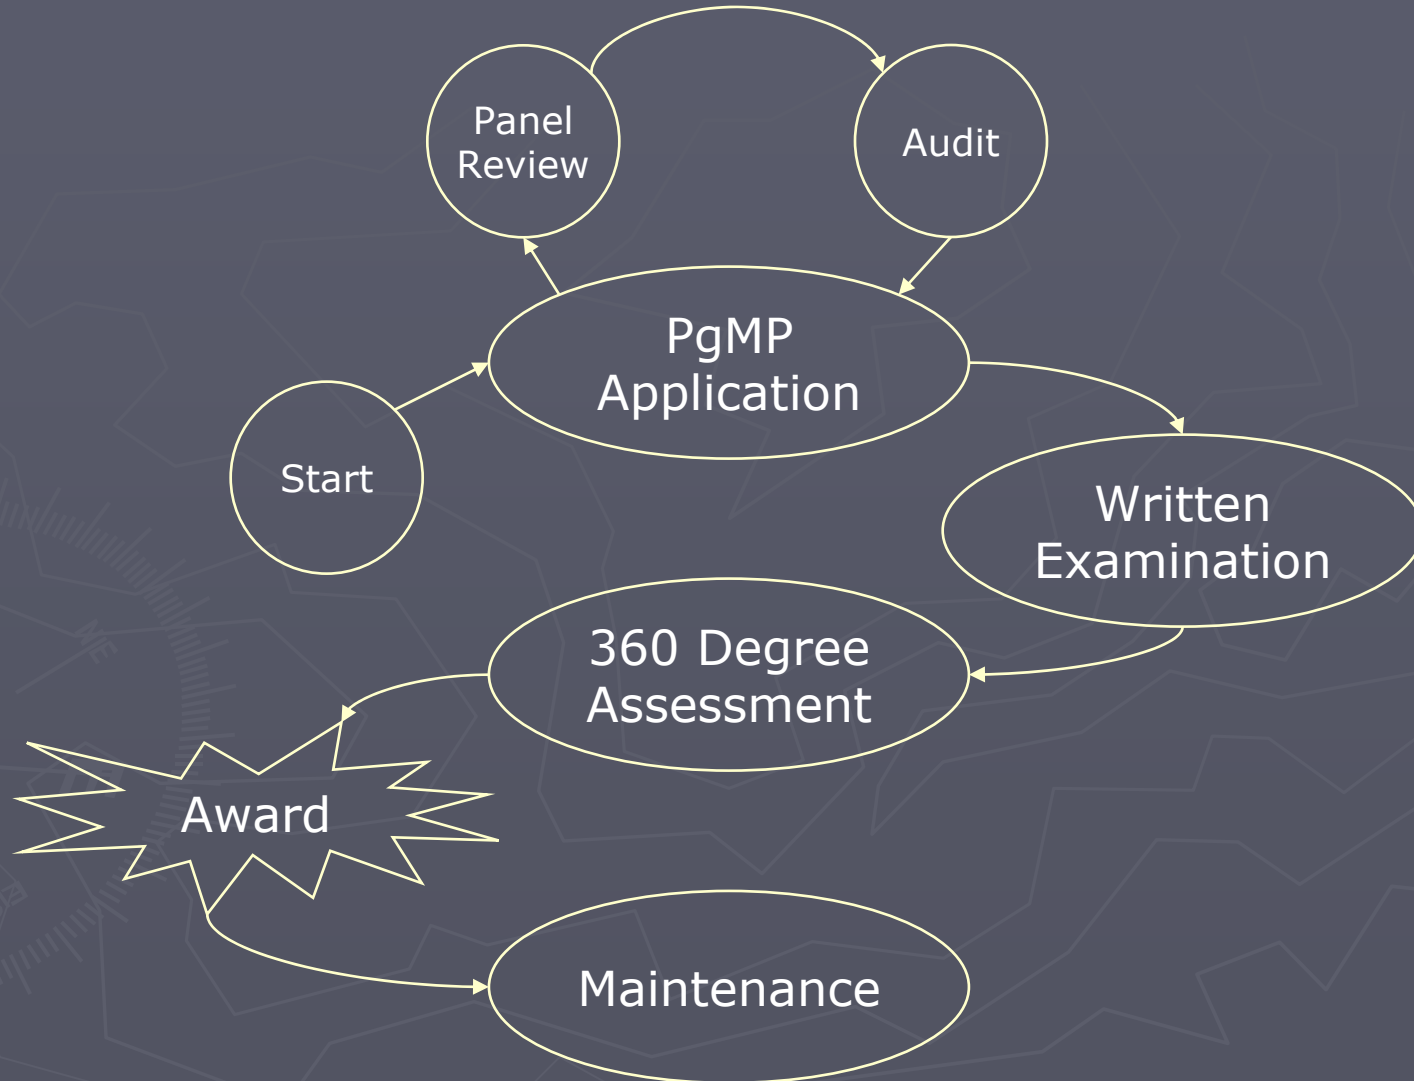 Panel
Review
Audit
PgMP
Application
Start
Written
Examination
360 Degree
Assessment
Award
Maintenance